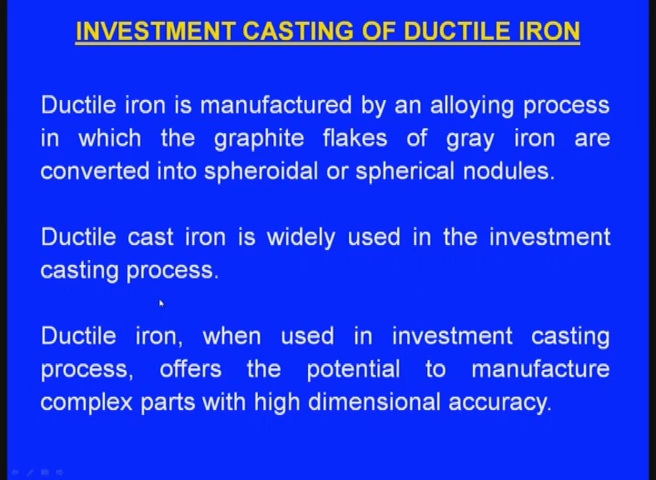 INVESTMENT CASTING OF DUCTILE IRON
Ductile iron is manufactured by an alloying process
in which the graphite flakes of gray iron are
converted into spheroidal or spherical nodules.
Ductile cast iron is widely used in the investment
casting process.
Ductile iron, when used in investment casting
process, offers the potential to manufacture
complex parts with high dimensional accuracy.